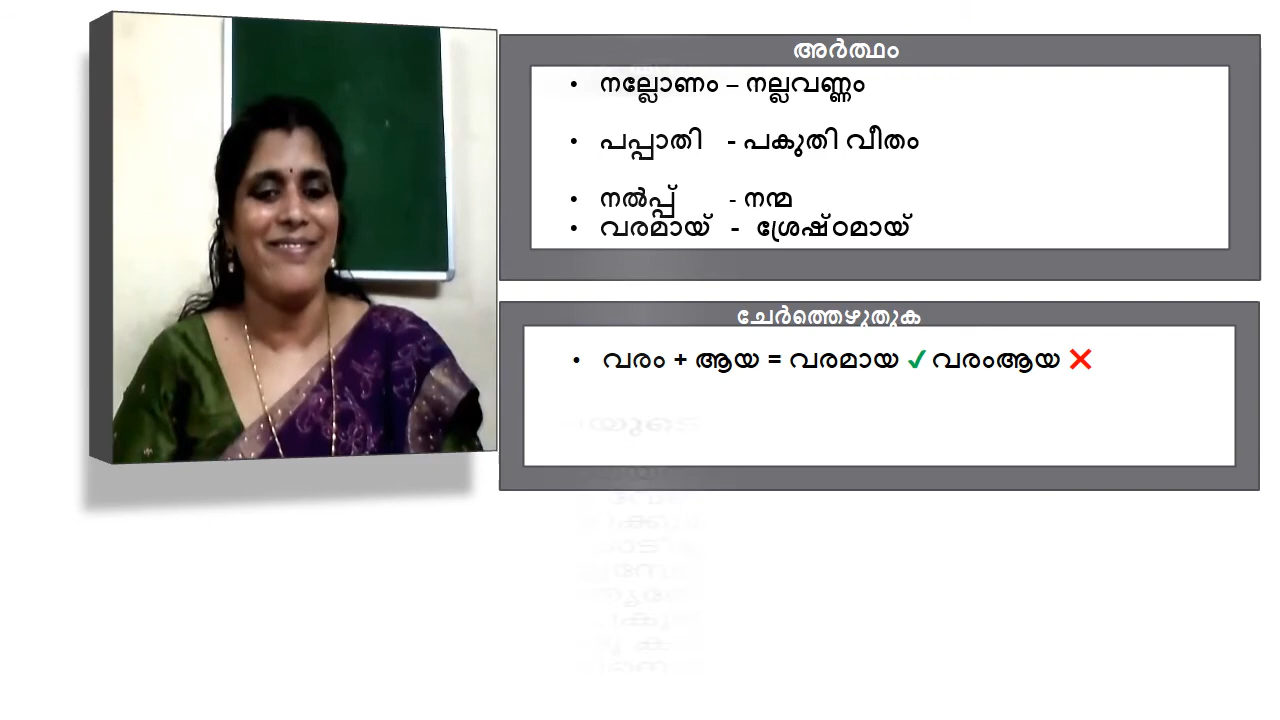 അർത്ഥം
• നല്ലോണം – നല്ലവണ്ണം
• പപ്പാതി - പകുതി വീതം
• നൽപ്പ് - നന്മ
• വരമായ് - ശ്രേഷ്ഠമായ്
ചേർത്തെഴുതുക
• വരം + ആയ = വരമായ ✓ വരംആയ ❌